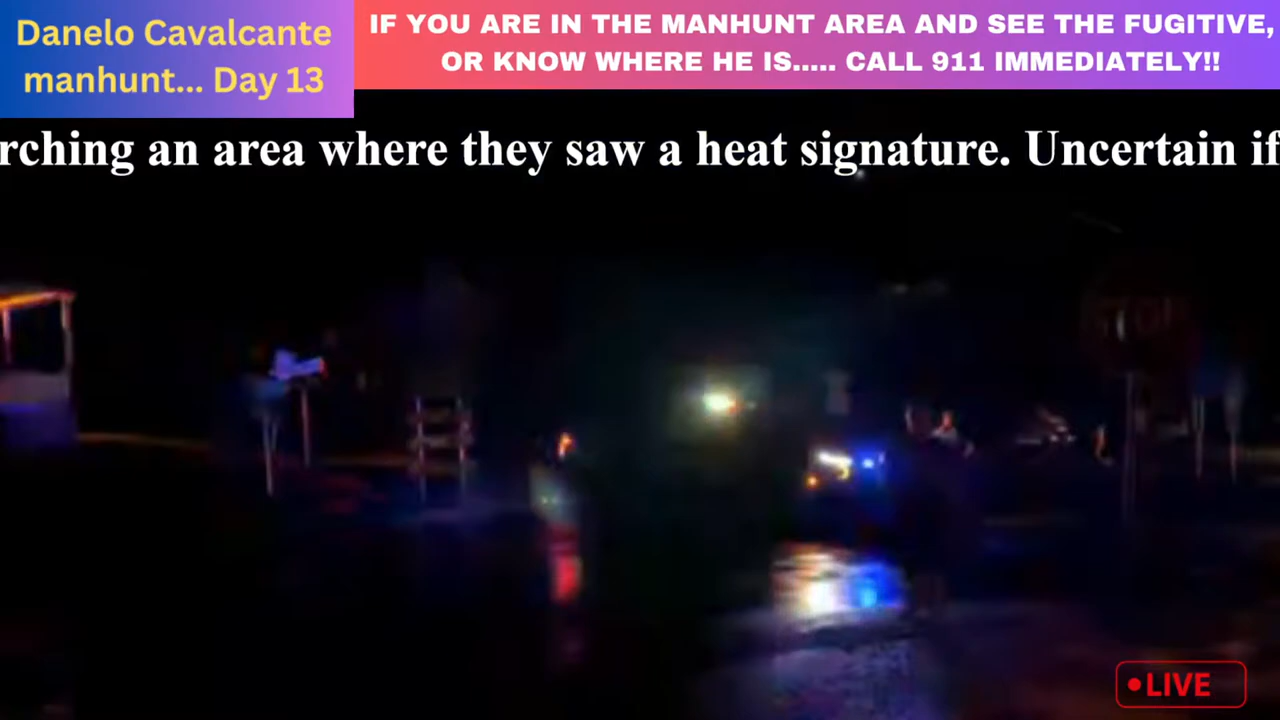 Danelo Cavalcante
manhunt... Day 13
IF YOU ARE IN THE MANHUNT AREA AND SEE THE FUGITIVE,
OR KNOW WHERE HE IS..... CALL 911 IMMEDIATELY!!
rching an area where they saw a heat signature. Uncertain if
STOP
LIVE